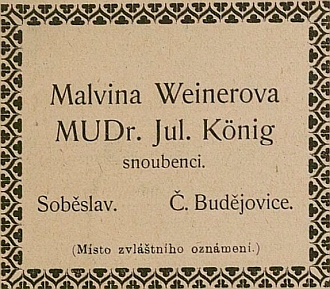 Malvina Weinerova
MUDr. Jul. König
snoubenci.
Soběslav. Č. Budějovice.
(Místo zvláštního oznámení.)